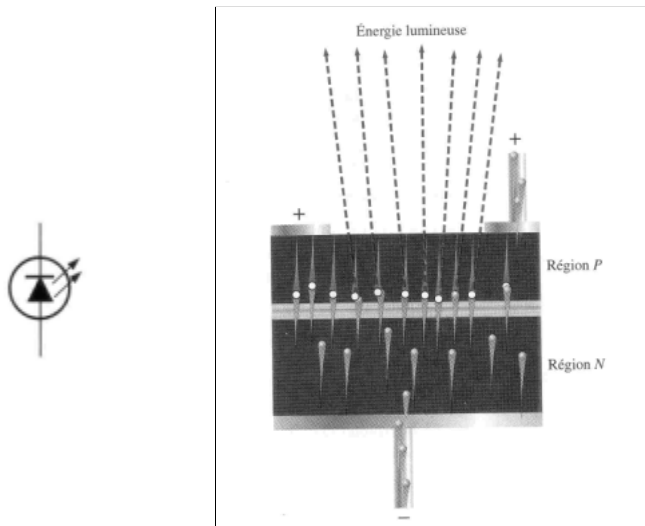 Énergie lumineuse
+
+
Région P
Région N
–